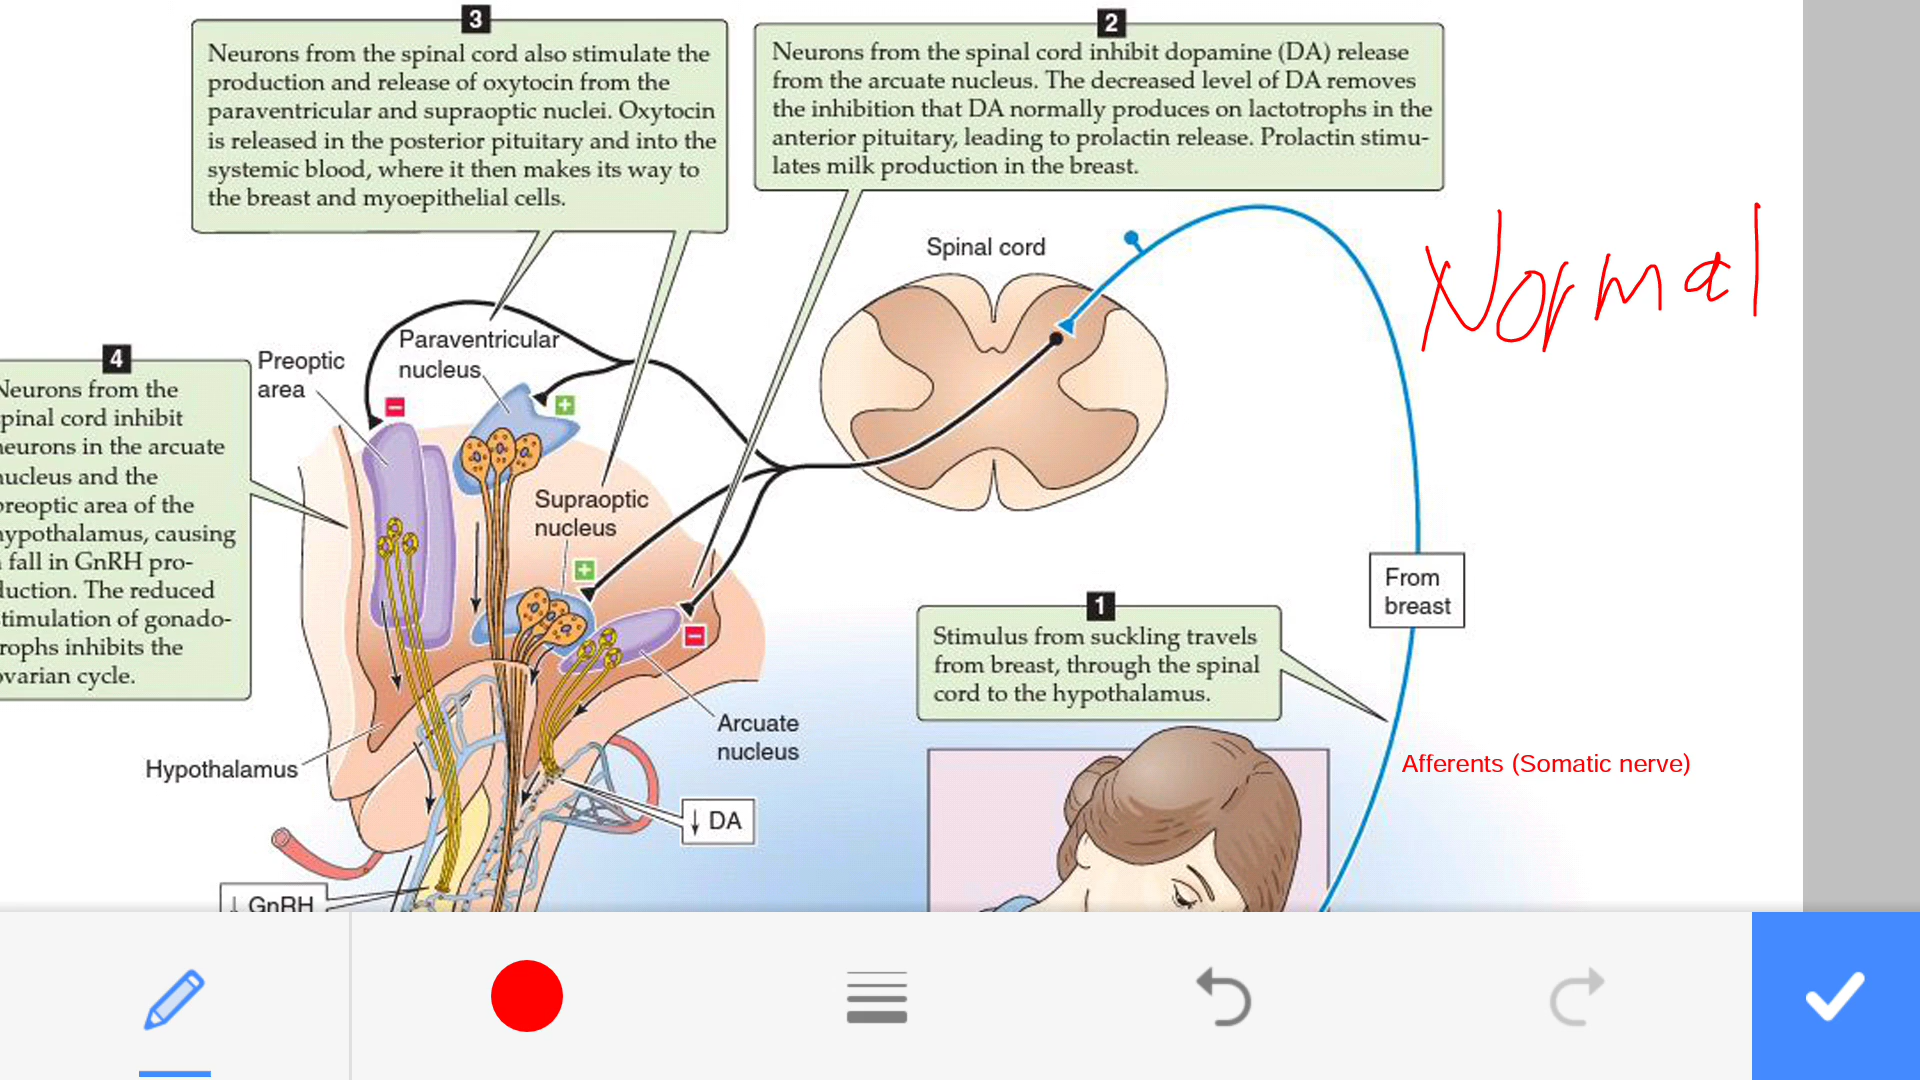 3
Neurons from the spinal cord also stimulate the
production and release of oxytocin from the
paraventricular and supraoptic nuclei. Oxytocin
is released in the posterior pituitary and into the
systemic blood, where it then makes its way to
the breast and myoepithelial cells.
2
Neurons from the spinal cord inhibit dopamine (DA) release
from the arcuate nucleus. The decreased level of DA removes
the inhibition that DA normally produces on lactotrophs in the
anterior pituitary, leading to prolactin release. Prolactin stimu-
lates milk production in the breast.
Spinal cord
Normal
4
Neurons from the
spinal cord inhibit
neurons in the arcuate
nucleus and the
preoptic area of the
hypothalamus, causing
a fall in GnRH pro-
duction. The reduced
stimulation of gonado-
trophs inhibits the
ovarian cycle.
Preoptic
area
Paraventricular
nucleus
Supraoptic
nucleus
From
breast
1
Stimulus from suckling travels
from breast, through the spinal
cord to the hypothalamus.
Arcuate
nucleus
Hypothalamus
Afferents (Somatic nerve)
↓ DA
↓ GnRH